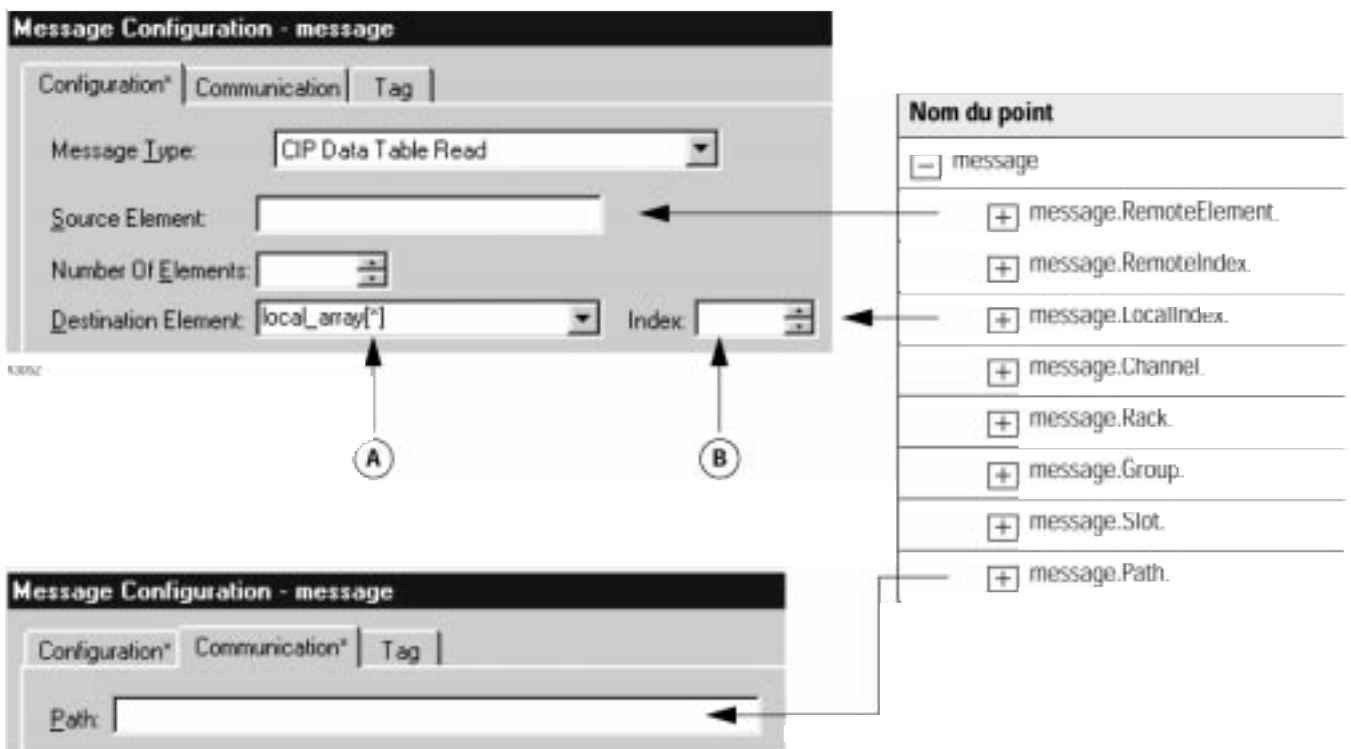 Message Configuration - message
Configuration* Communication Tag
Message Type: CIP Data Table Read
Source Element:
Number Of Elements:
Destination Element: local_array[*] Index:
A B
Nom du point
message
message.RemoteElement.
message.RemoteIndex.
message.LocalIndex.
message.Channel.
message.Rack.
message.Group.
message.Slot.
message.Path.
Message Configuration - message
Configuration* Communication* Tag
Path: